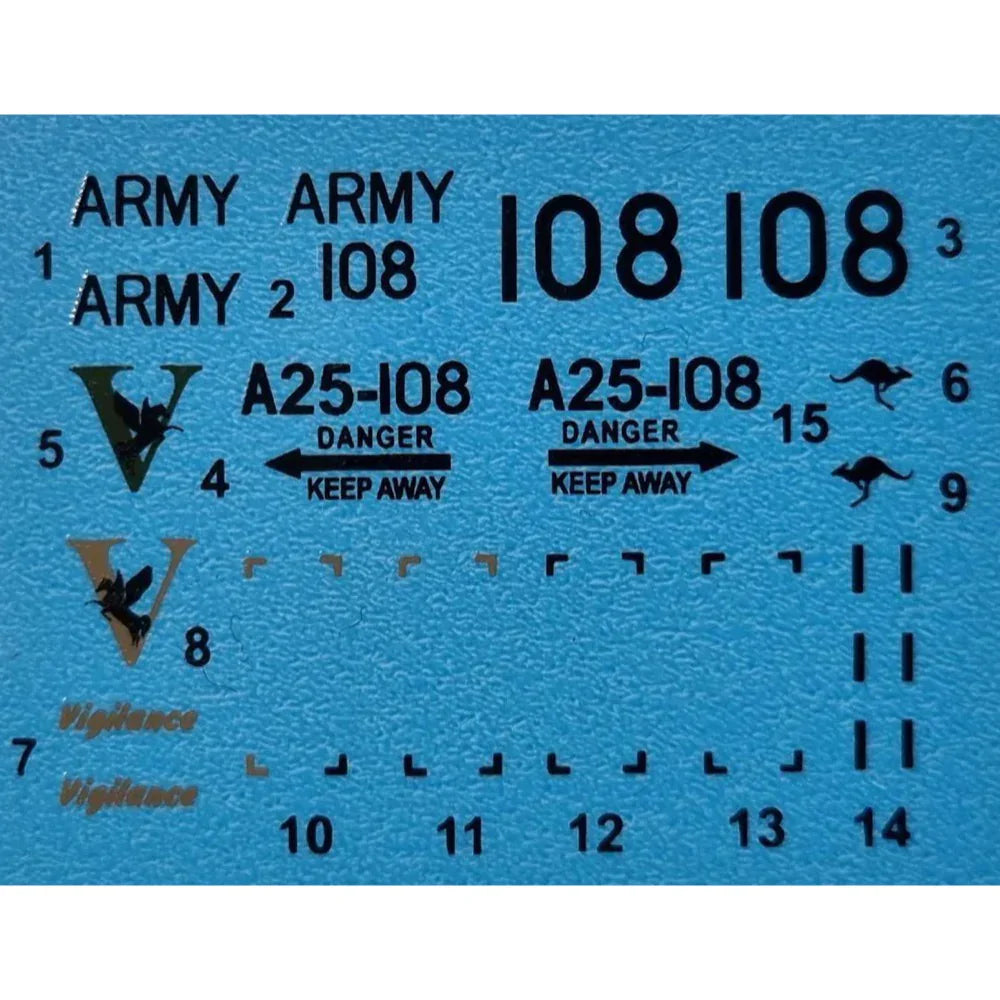 ARMY ARMY
1 108 108 108 3
ARMY 2
A25-108 A25-108 6
DANGER DANGER 15
5 V 4 9
KEEP AWAY KEEP AWAY
V
8
Vigilance
7
Vigilance
10 11 12 13 14